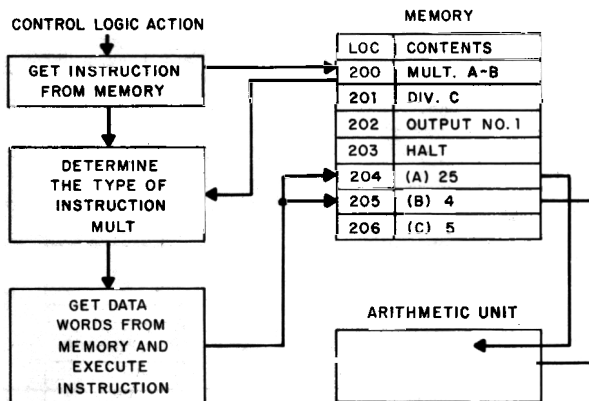 CONTROL LOGIC ACTION
GET INSTRUCTION
FROM MEMORY
DETERMINE
THE TYPE OF
INSTRUCTION
MULT
GET DATA
WORDS FROM
MEMORY AND
EXECUTE
INSTRUCTION
MEMORY
LOC CONTENTS
200 MULT. A-B
201 DIV. C
202 OUTPUT NO. 1
203 HALT
204 (A) 25
205 (B) 4
206 (C) 5
ARITHMETIC UNIT